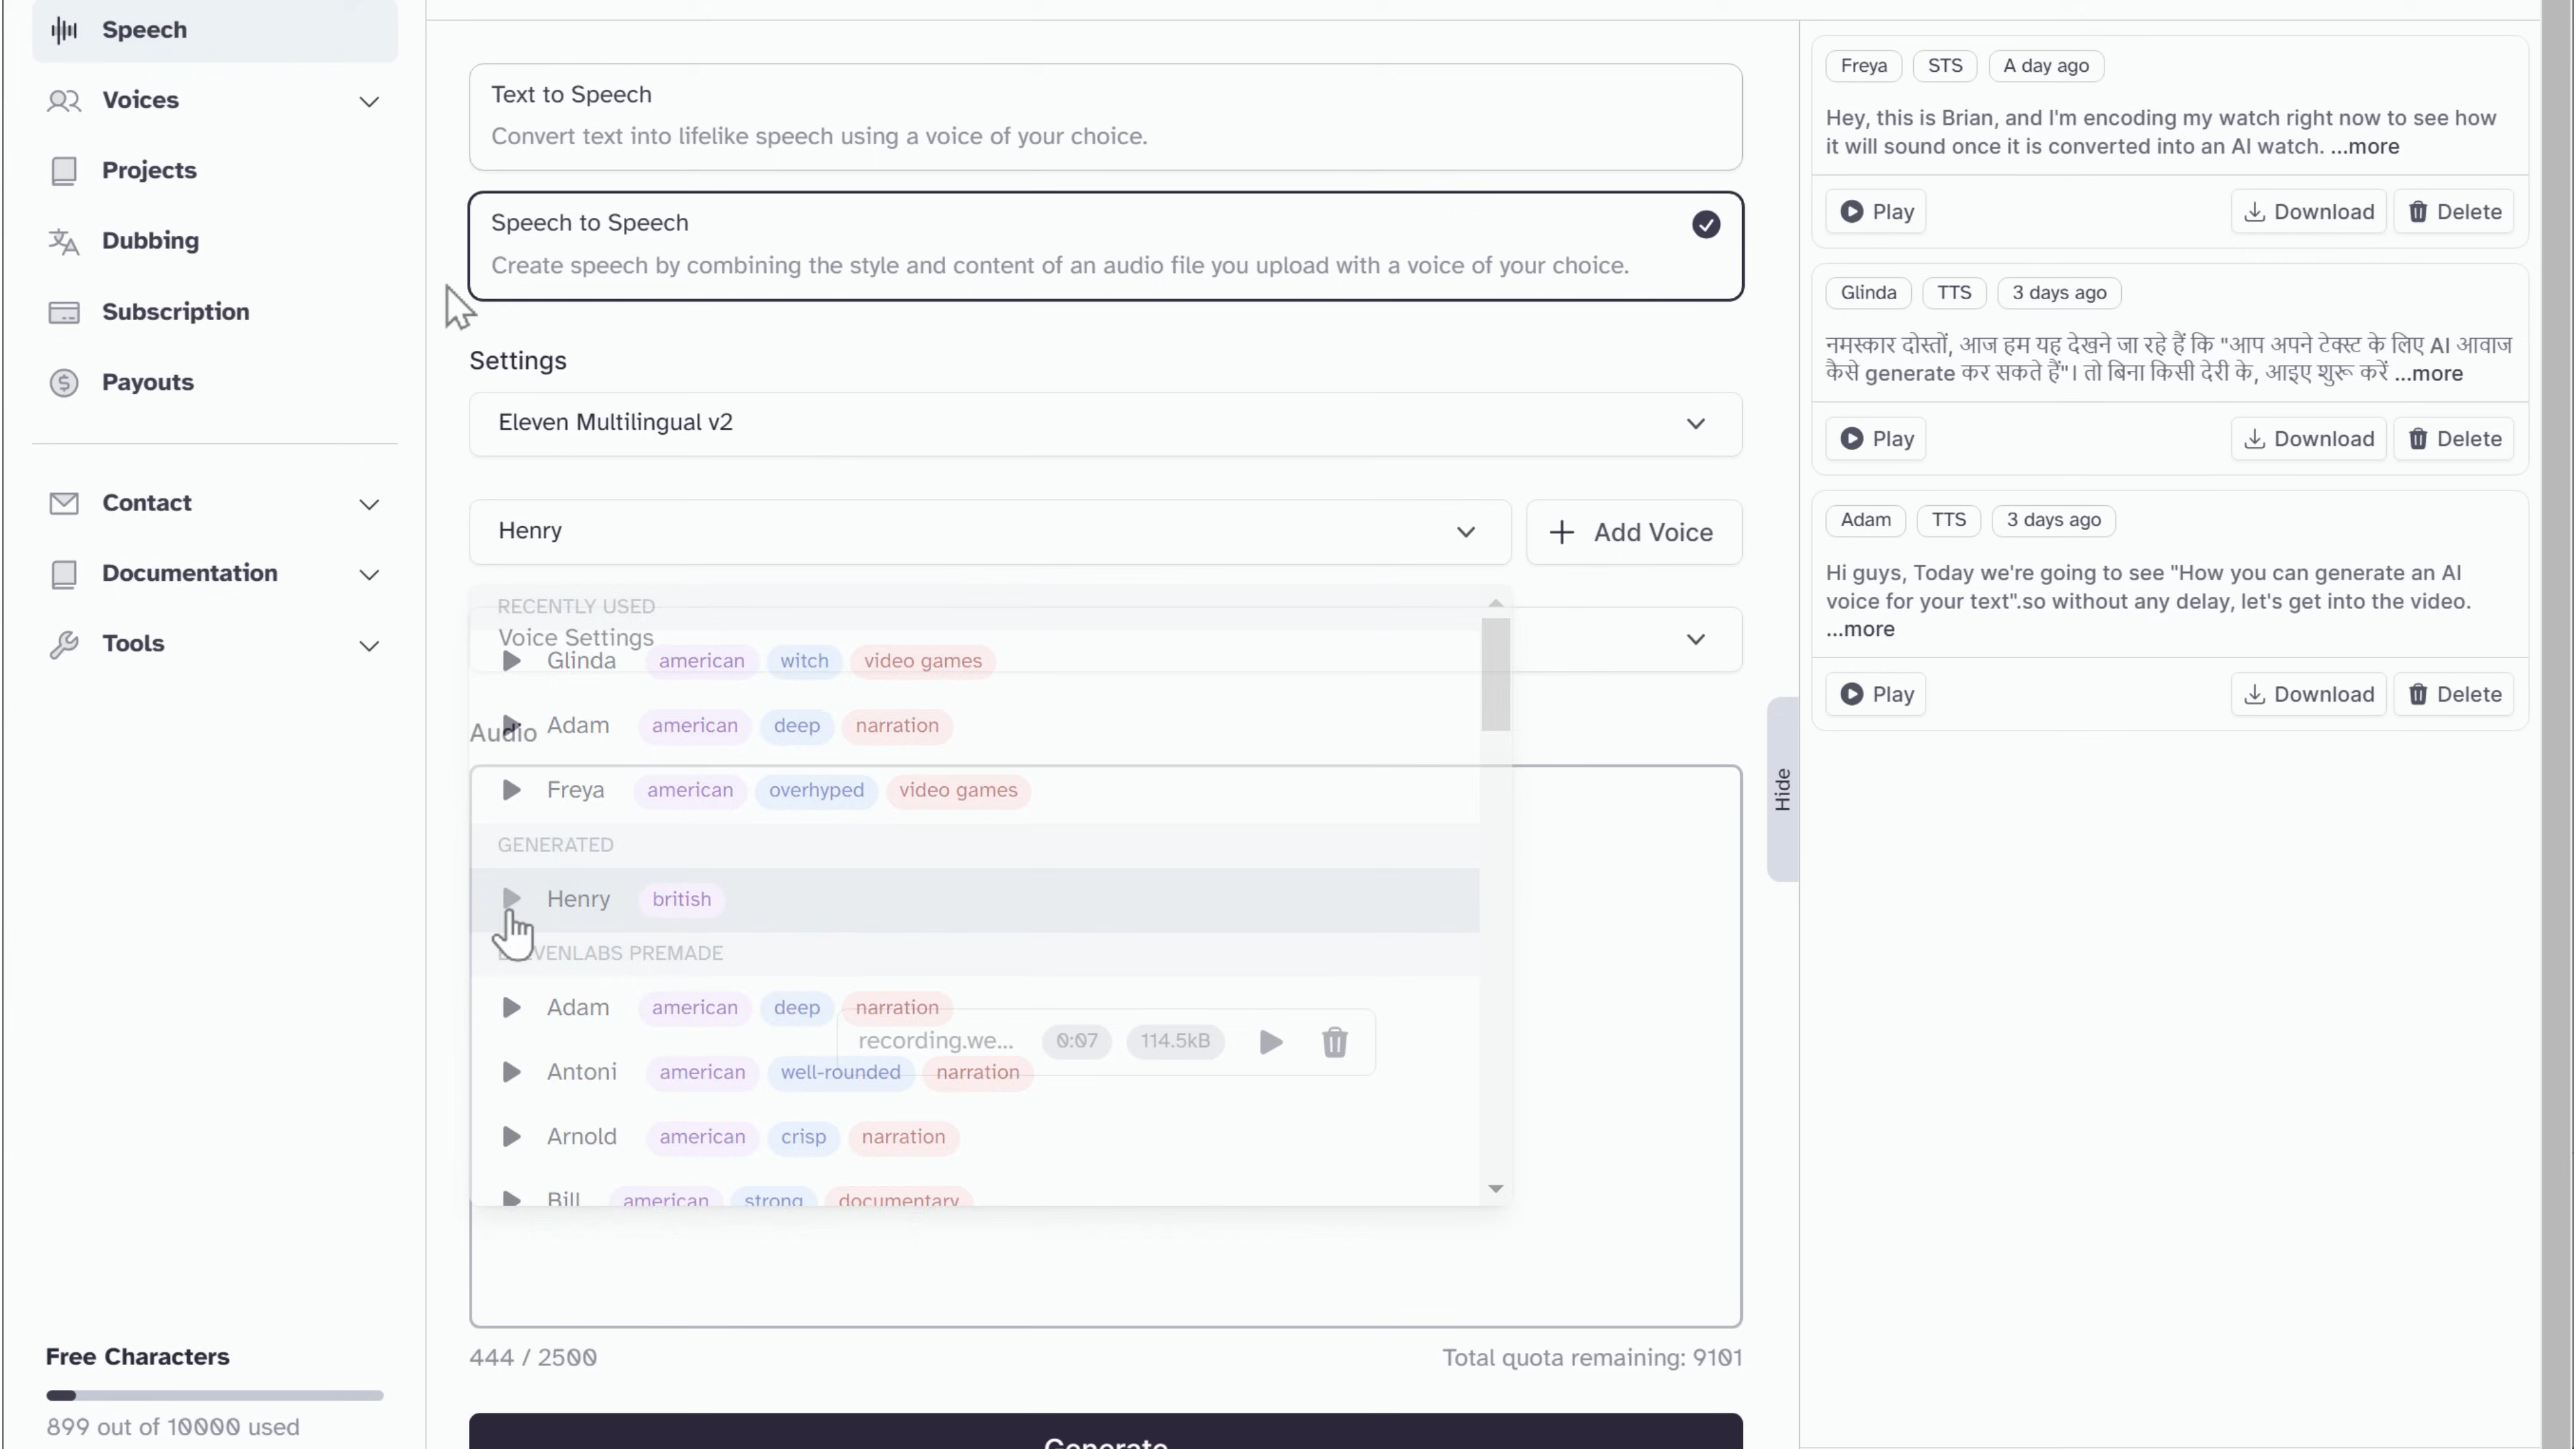 Speech
Voices
Projects
Dubbing
Subscription
Payouts
Contact
Documentation
Tools
Free Characters
899 out of 10000 used
Text to Speech
Convert text into lifelike speech using a voice of your choice.
Speech to Speech
Create speech by combining the style and content of an audio file you upload with a voice of your choice.
Settings
Eleven Multilingual v2
Henry
Add Voice
RECENTLY USED
Voice Settings
Glinda american witch video games
Adam american deep narration
Audio
Freya american overhyped video games
GENERATED
Henry british
VENLABS PREMADE
Adam american deep narration
recording.we... 0:07 114.5kB
Antoni american well-rounded narration
Arnold american crisp narration
Bill american strong documentary
444 / 2500
Total quota remaining: 9101
Generate
Hide
Freya STS A day ago
Hey, this is Brian, and I'm encoding my watch right now to see how
it will sound once it is converted into an AI watch. ...more
Play Download Delete
Glinda TTS 3 days ago
नमस्कार दोस्तों, आज हम यह देखने जा रहे हैं कि "आप अपने टेक्स्ट के लिए AI आवाज
कैसे generate कर सकते हैं"। तो बिना किसी देरी के, आइए शुरू करें ...more
Play Download Delete
Adam TTS 3 days ago
Hi guys, Today we're going to see "How you can generate an AI
voice for your text".so without any delay, let's get into the video.
...more
Play Download Delete